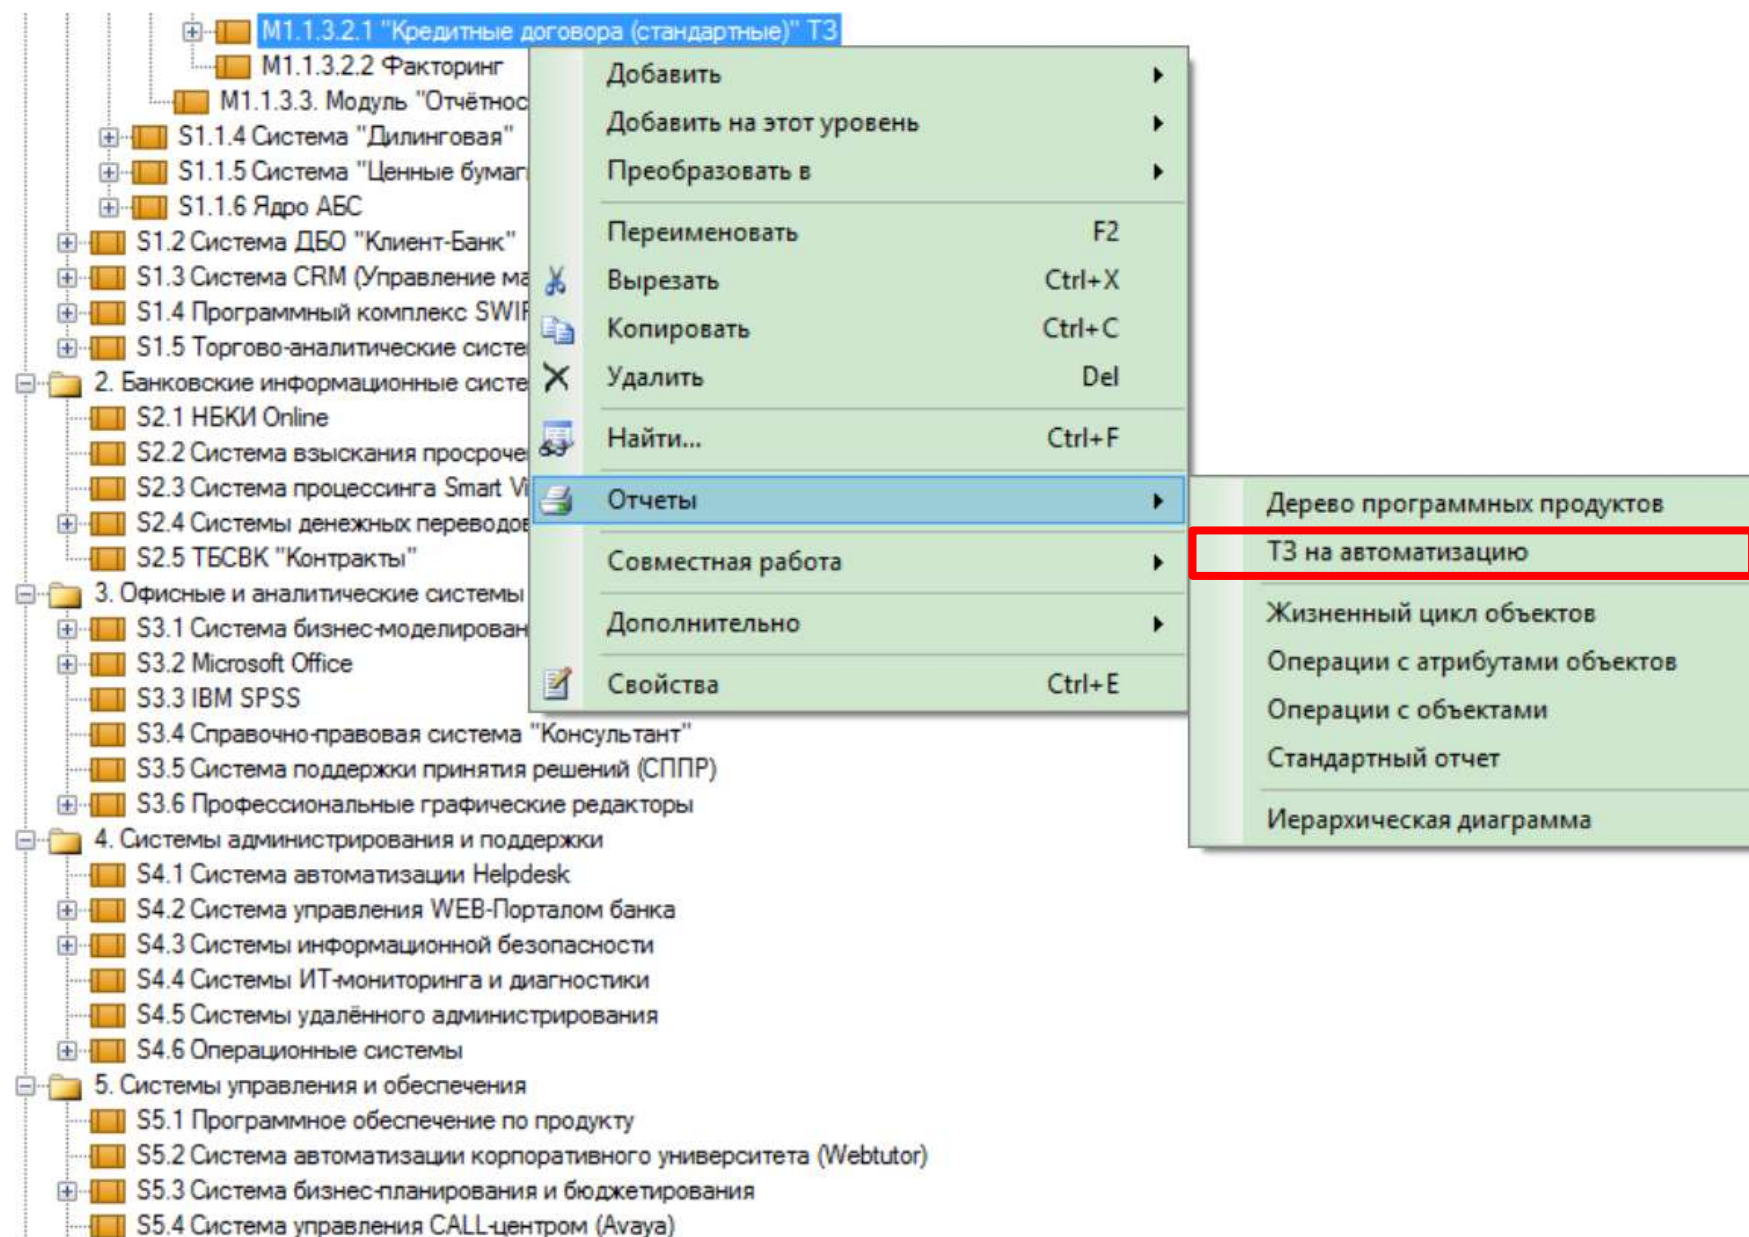 М1.1.3.2.1 "Кредитные договора (стандартные)" ТЗ
М1.1.3.2.2 Факторинг
М1.1.3.3. Модуль "Отчётнос
S1.1.4 Система "Дилинговая"
S1.1.5 Система "Ценные бумаг
S1.1.6 Ядро АБС
S1.2 Система ДБО "Клиент-Банк"
S1.3 Система CRM (Управление ма
S1.4 Программный комплекс SWIF
S1.5 Торгово-аналитические систе
2. Банковские информационные систе
S2.1 НБКИ Online
S2.2 Система взыскания просроче
S2.3 Система процессинга Smart Vi
S2.4 Системы денежных переводов
S2.5 ТБСВК "Контракты"
3. Офисные и аналитические системы
S3.1 Система бизнес-моделирован
S3.2 Microsoft Office
S3.3 IBM SPSS
S3.4 Справочно-правовая система "Консультант"
S3.5 Система поддержки принятия решений (СППР)
S3.6 Профессиональные графические редакторы
4. Системы администрирования и поддержки
S4.1 Система автоматизации Helpdesk
S4.2 Система управления WEB-Порталом банка
S4.3 Системы информационной безопасности
S4.4 Системы ИТ-мониторинга и диагностики
S4.5 Системы удалённого администрирования
S4.6 Операционные системы
5. Системы управления и обеспечения
S5.1 Программное обеспечение по продукту
S5.2 Система автоматизации корпоративного университета (Webtutor)
S5.3 Система бизнес-планирования и бюджетирования
S5.4 Система управления CALL-центром (Avaya)
Добавить
Добавить на этот уровень
Преобразовать в
Переименовать F2
Вырезать Ctrl+X
Копировать Ctrl+C
Удалить Del
Найти... Ctrl+F
Отчеты
Совместная работа
Дополнительно
Свойства Ctrl+E
Дерево программных продуктов
ТЗ на автоматизацию
Жизненный цикл объектов
Операции с атрибутами объектов
Операции с объектами
Стандартный отчет
Иерархическая диаграмма